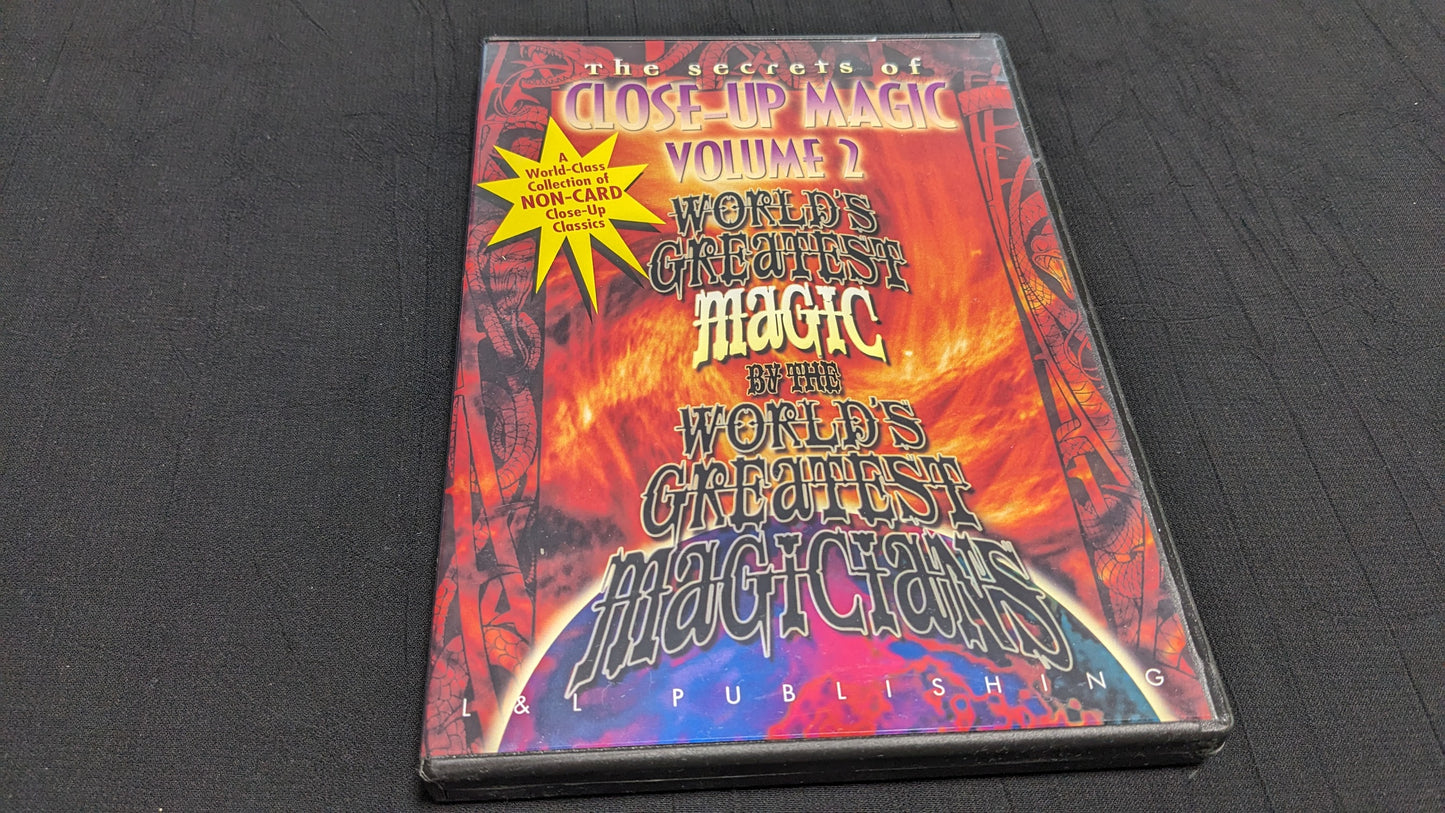 The secrets of
CLOSE-UP MAGIC
VOLUME 2
A
World-Class
Collection of
NON-CARD
Close-Up
Classics
WORLD'S
GREATEST
MAGIC
BY THE
WORLD'S
GREATEST
MAGICIANS
L&L PUBLISHING